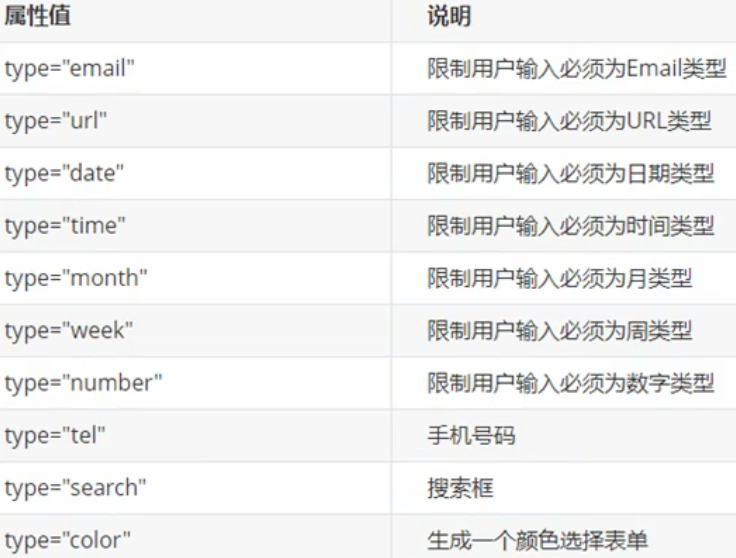 属性值 说明
type="email" 限制用户输入必须为Email类型
type="url" 限制用户输入必须为URL类型
type="date" 限制用户输入必须为日期类型
type="time" 限制用户输入必须为时间类型
type="month" 限制用户输入必须为月类型
type="week" 限制用户输入必须为周类型
type="number" 限制用户输入必须为数字类型
type="tel" 手机号码
type="search" 搜索框
type="color" 生成一个颜色选择表单